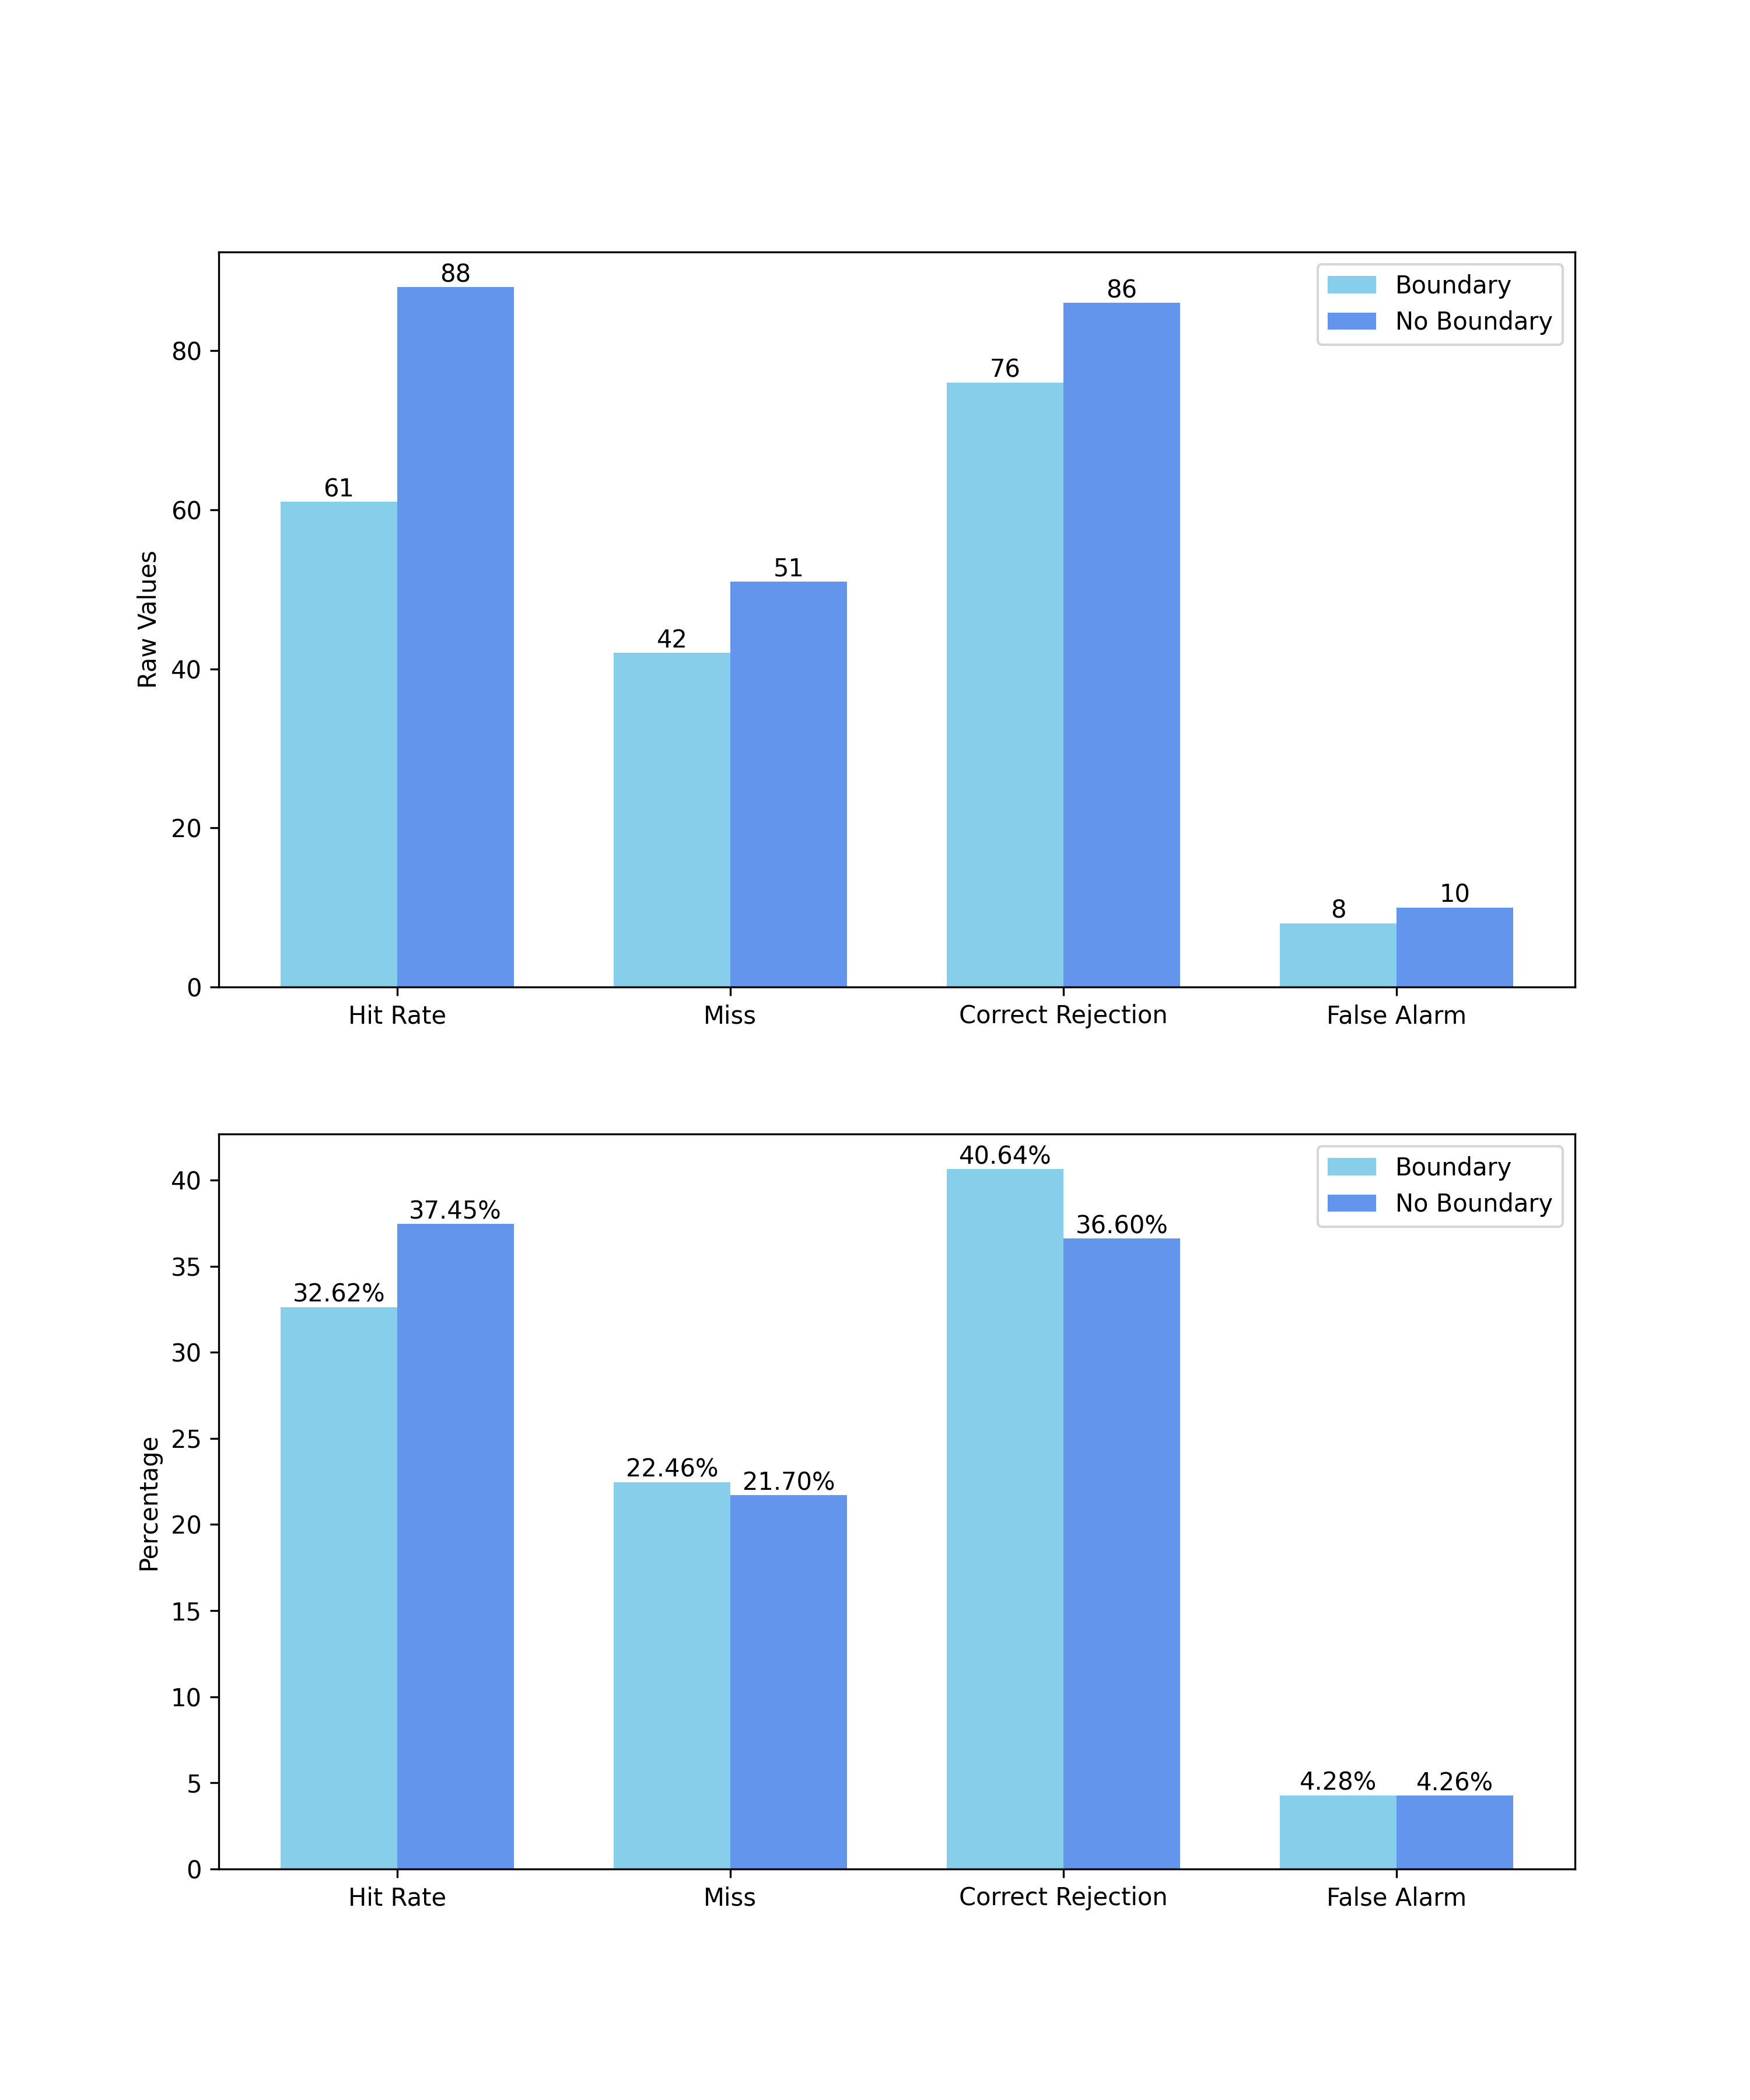 88
86
Boundary
No Boundary
80
76
61
60
51
42
40
Raw Values
20
10
8
0
Hit Rate
Miss
Correct Rejection
False Alarm
40.64%
Boundary
No Boundary
40
37.45%
36.60%
35
32.62%
30
25
22.46%
21.70%
20
Percentage
15
10
5
4.28%
4.26%
0
Hit Rate
Miss
Correct Rejection
False Alarm